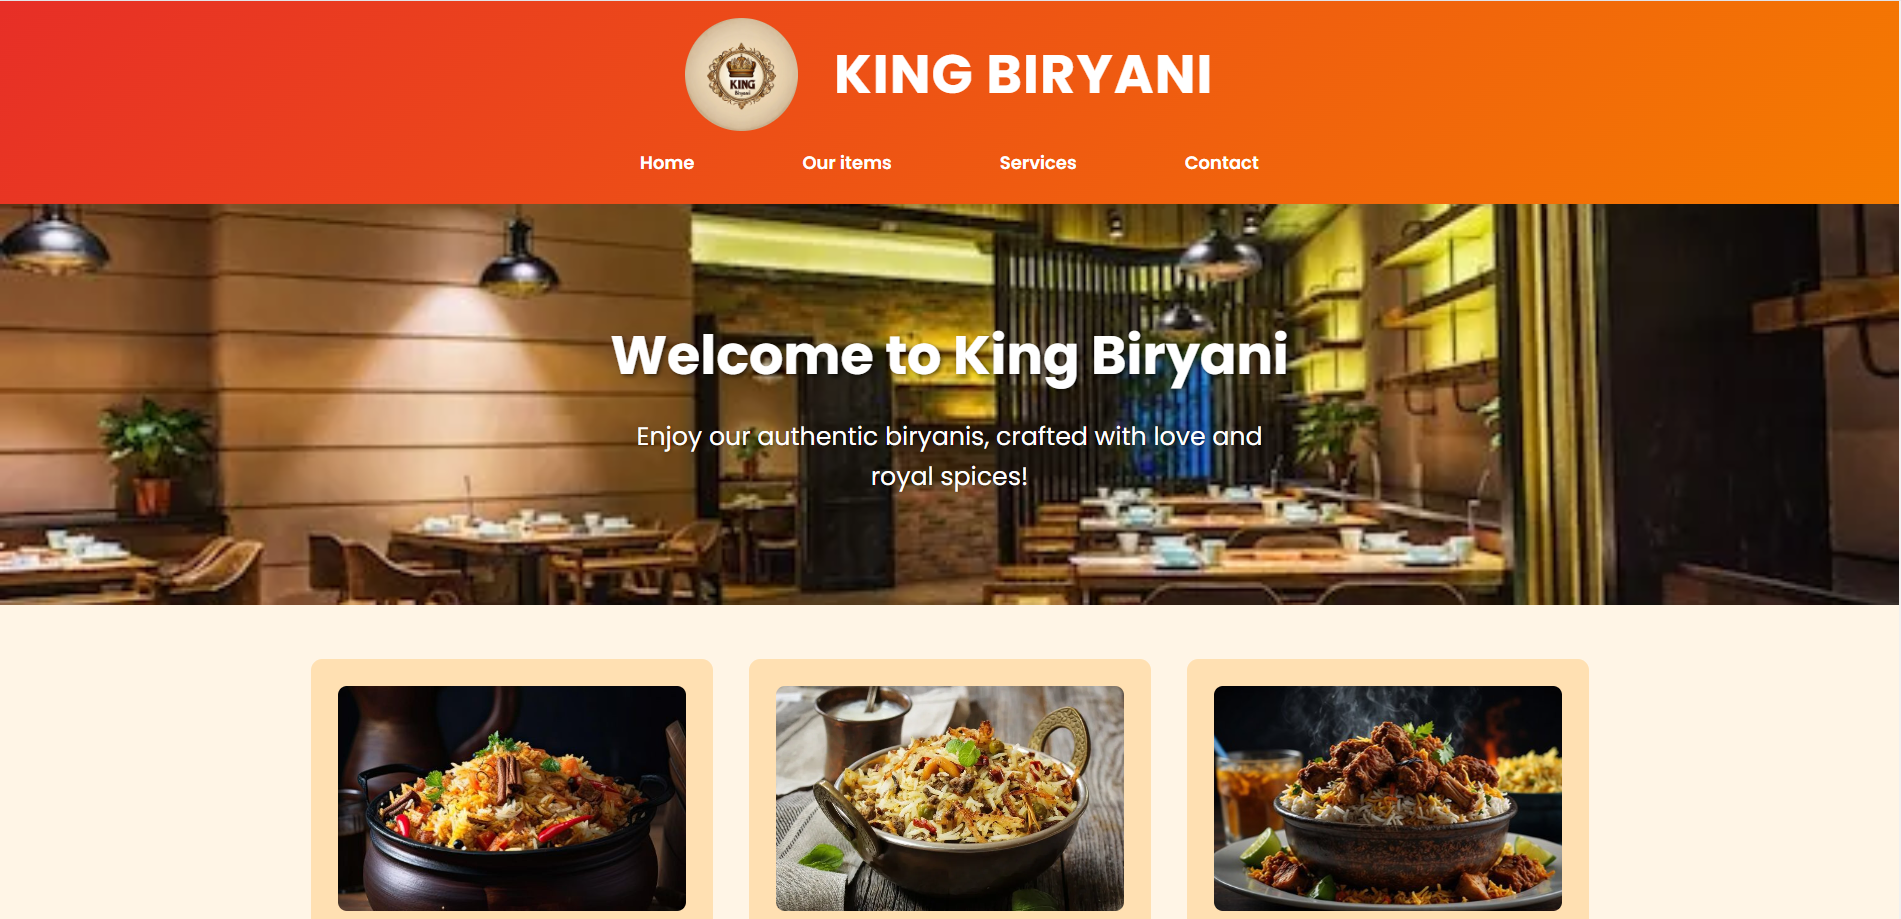 KING
Biryani
KING BIRYANI
Home
Our items
Services
Contact
Welcome to King Biryani
Enjoy our authentic biryanis, crafted with love and
royal spices!